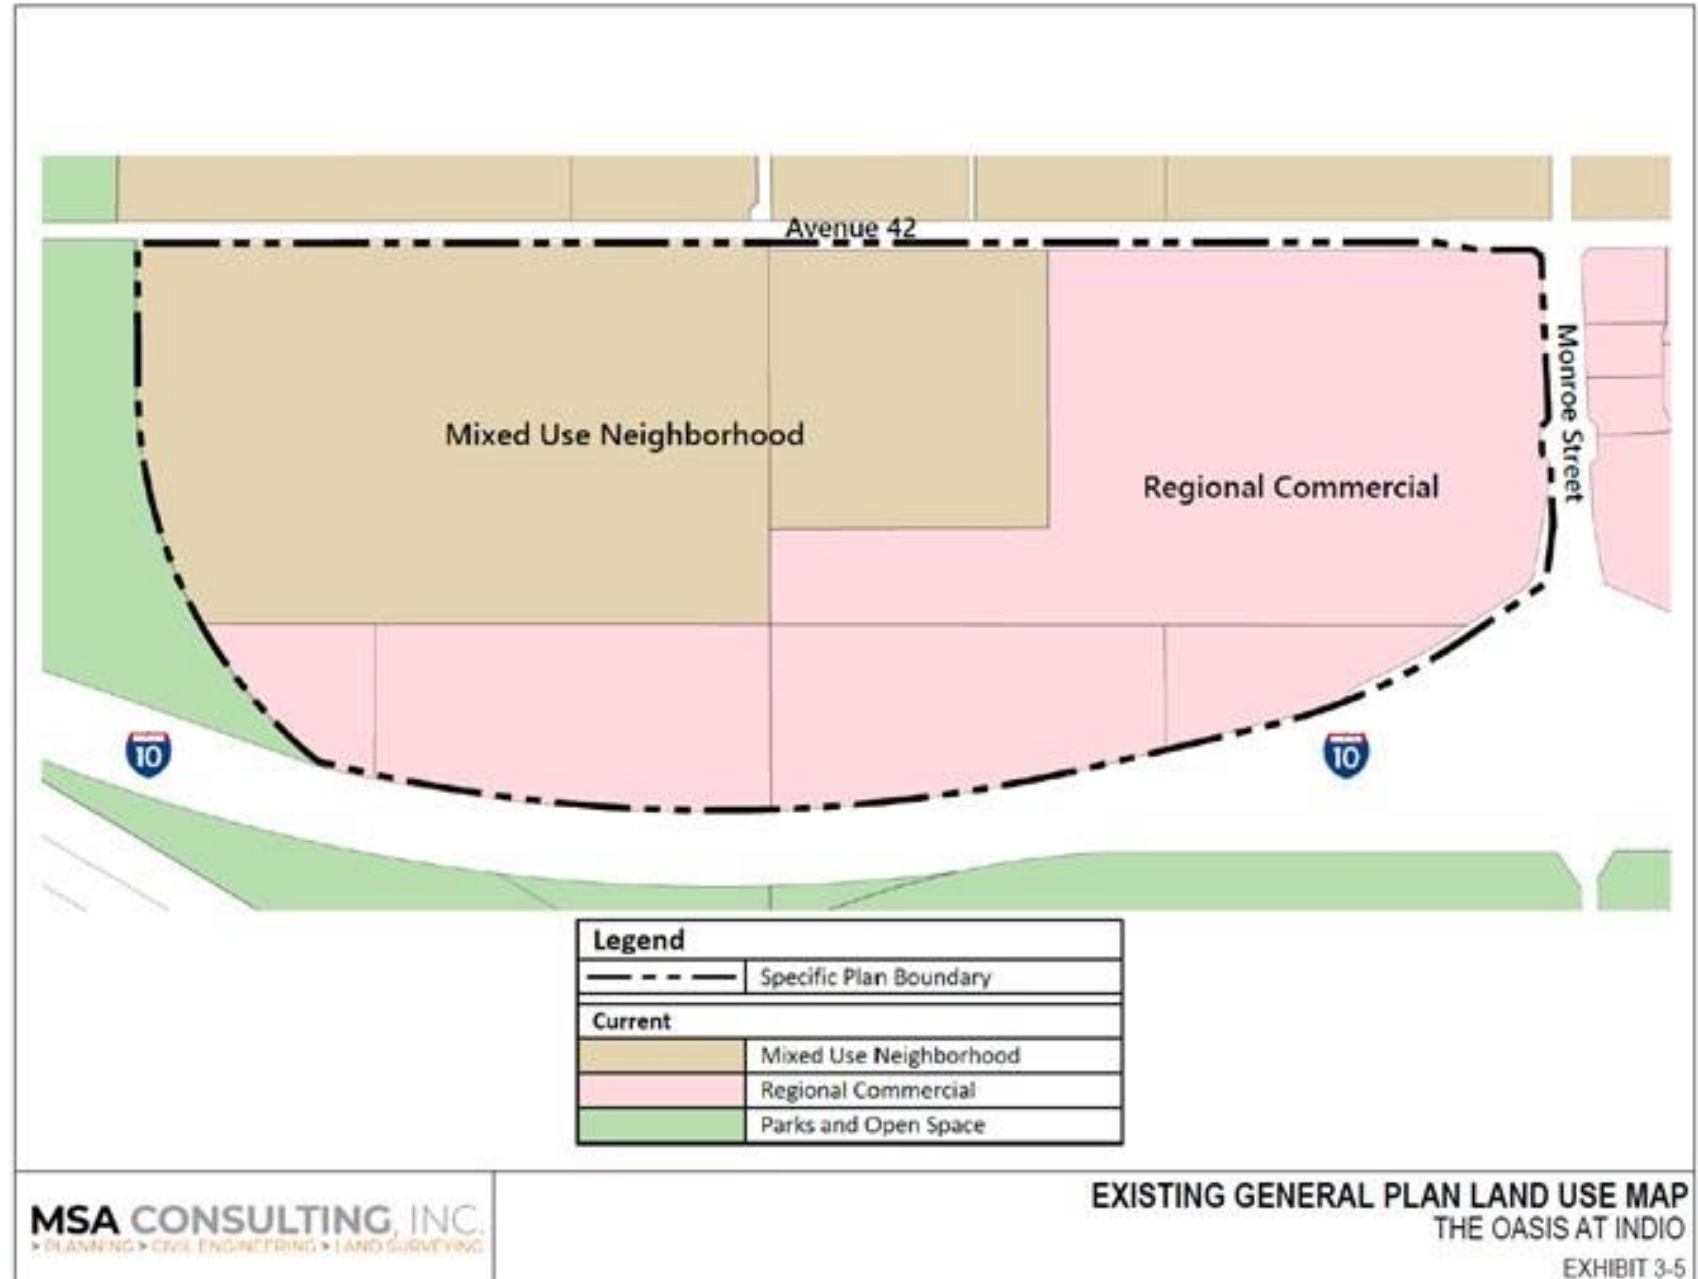 Avenue 42
Monroe Street
Mixed Use Neighborhood
Regional Commercial
10
10
Legend
Specific Plan Boundary
Current
Mixed Use Neighborhood
Regional Commercial
Parks and Open Space
MSA CONSULTING, INC.
> PLANNING > CIVIL ENGINEERING > LAND SURVEYING
EXISTING GENERAL PLAN LAND USE MAP
THE OASIS AT INDIO
EXHIBIT 3-5